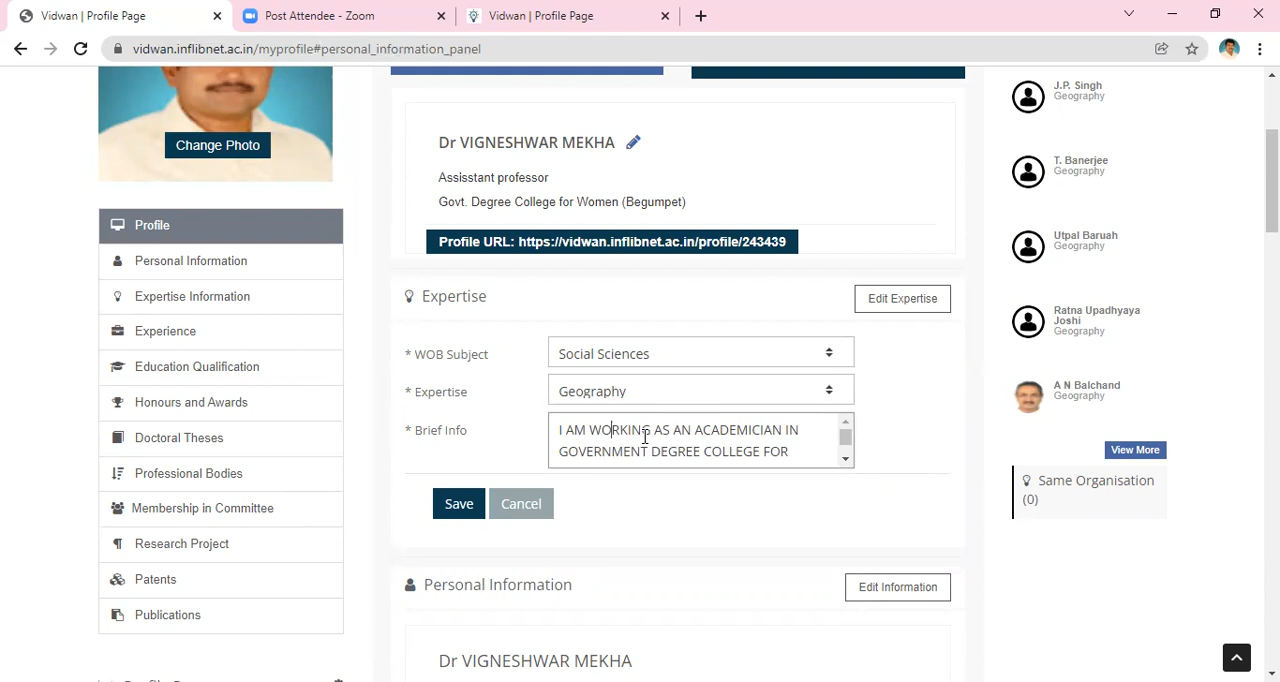 Vidwan | Profile Page
Post Attendee - Zoom
Vidwan | Profile Page
vidwan.inflibnet.ac.in/myprofile#personal_information_panel
Change Photo
Profile
Personal Information
Expertise Information
Experience
Education Qualification
Honours and Awards
Doctoral Theses
Professional Bodies
Membership in Committee
Research Project
Patents
Publications
Dr VIGNESHWAR MEKHA
Assisstant professor
Govt. Degree College for Women (Begumpet)
Profile URL: https://vidwan.inflibnet.ac.in/profile/243439
Expertise
Edit Expertise
* WOB Subject
Social Sciences
* Expertise
Geography
* Brief Info
I AM WORKING AS AN ACADEMICIAN IN
GOVERNMENT DEGREE COLLEGE FOR
Save
Cancel
Personal Information
Edit Information
Dr VIGNESHWAR MEKHA
J.P. Singh
Geography
T. Banerjee
Geography
Utpal Baruah
Geography
Ratna Upadhyaya
Joshi
Geography
A N Balchand
Geography
View More
Same Organisation
(0)